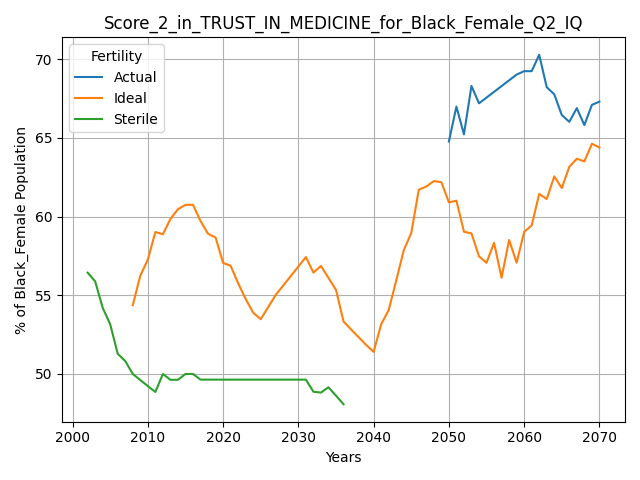 Score_2_in_TRUST_IN_MEDICINE_for_Black_Female_Q2_IQ
Fertility
Actual
Ideal
Sterile
% of Black_Female Population
70
65
60
55
50
2000
2010
2020
2030
2040
2050
2060
2070
Years